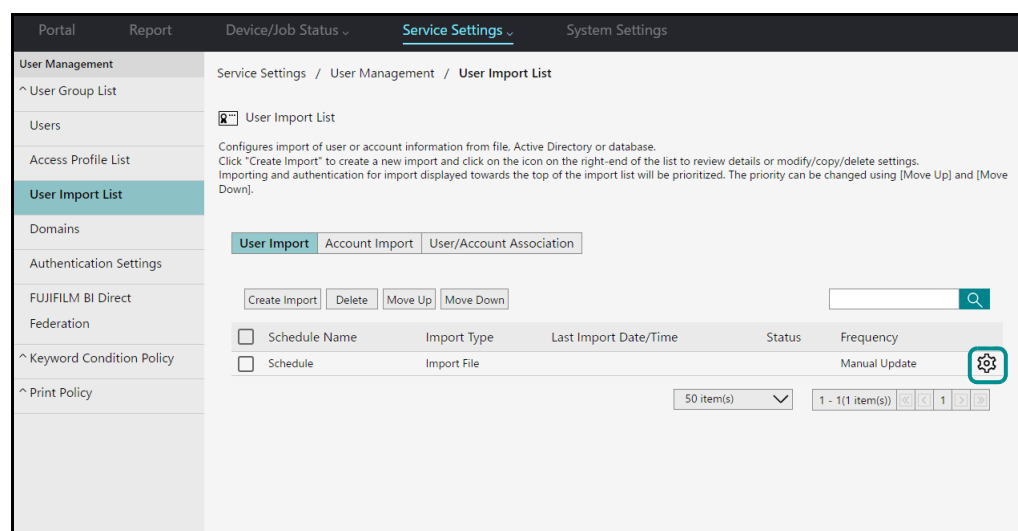 Portal Report Device/Job Status Service Settings System Settings
User Management
User Group List
Users
Access Profile List
User Import List
Domains
Authentication Settings
FUJIFILM BI Direct
Federation
Keyword Condition Policy
Print Policy
Service Settings / User Management / User Import List
User Import List
Configures import of user or account information from file, Active Directory or database.
Click "Create Import" to create a new import and click on the icon on the right-end of the list to review details or modify/copy/delete settings.
Importing and authentication for import displayed towards the top of the import list will be prioritized. The priority can be changed using [Move Up] and [Move
Down].
User Import Account Import User/Account Association
Create Import Delete Move Up Move Down
Schedule Name Import Type Last Import Date/Time Status Frequency
Schedule Import File Manual Update
50 item(s) 1 - 1(1 item(s)) 1